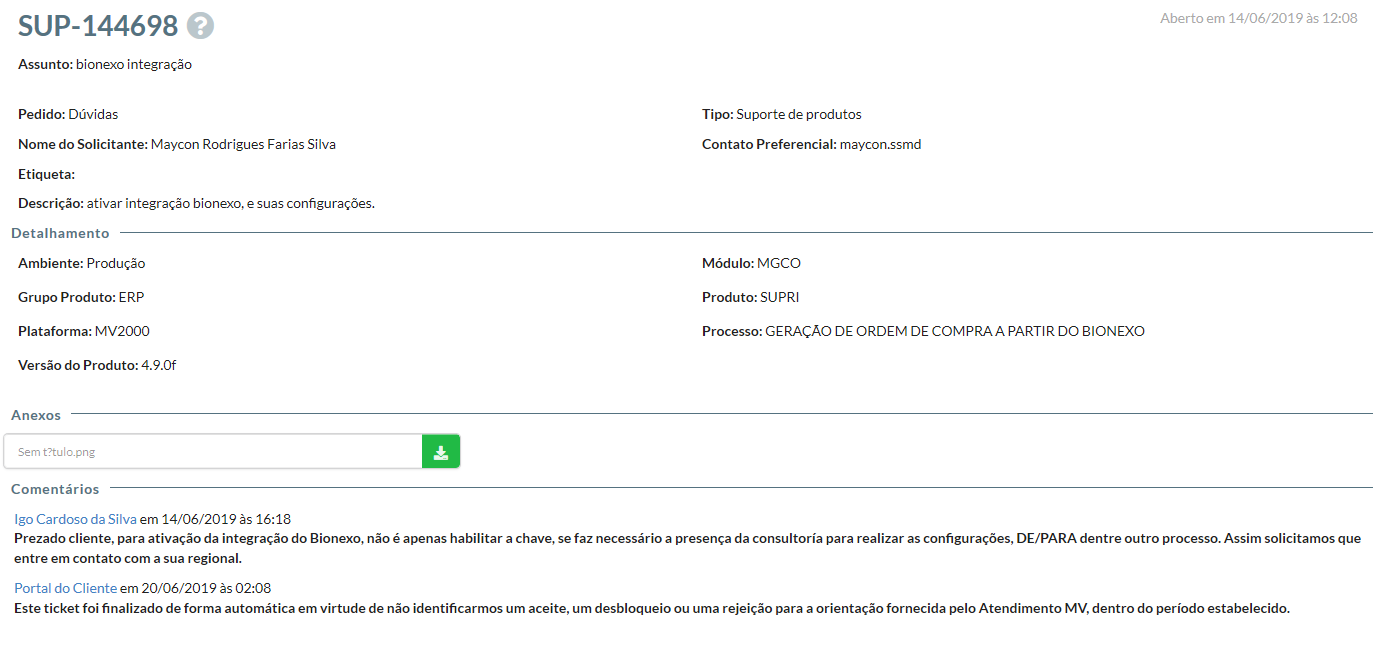 SUP-144698 ?
Aberto em 14/06/2019 às 12:08
Assunto: bionexo integração
Pedido: Dúvidas
Tipo: Suporte de produtos
Nome do Solicitante: Maycon Rodrigues Farias Silva
Contato Preferencial: maycon.ssmd
Etiqueta:
Descrição: ativar integração bionexo, e suas configurações.
Detalhamento
Ambiente: Produção
Módulo: MGCO
Grupo Produto: ERP
Produto: SUPRI
Plataforma: MV2000
Processo: GERAÇÃO DE ORDEM DE COMPRA A PARTIR DO BIONEXO
Versão do Produto: 4.9.0f
Anexos
Sem t?tulo.png
Comentários
Igo Cardoso da Silva em 14/06/2019 às 16:18
Prezado cliente, para ativação da integração do Bionexo, não é apenas habilitar a chave, se faz necessário a presença da consultoría para realizar as configurações, DE/PARA dentre outro processo. Assim solicitamos que
entre em contato com a sua regional.
Portal do Cliente em 20/06/2019 às 02:08
Este ticket foi finalizado de forma automática em virtude de não identificarmos um aceite, um desbloqueio ou uma rejeição para a orientação fornecida pelo Atendimento MV, dentro do período estabelecido.